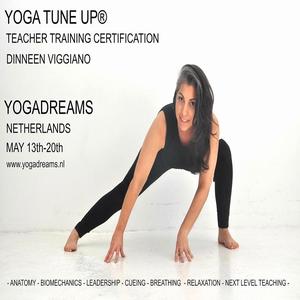 YOGA TUNE UP®
TEACHER TRAINING CERTIFICATION
DINNEEN VIGGIANO
YOGADREAMS
NETHERLANDS
MAY 13th-20th
www.yogadreams.nl
- ANATOMY - BIOMECHANICS - LEADERSHIP - CUEING - BREATHING - RELAXATION - NEXT LEVEL TEACHING -